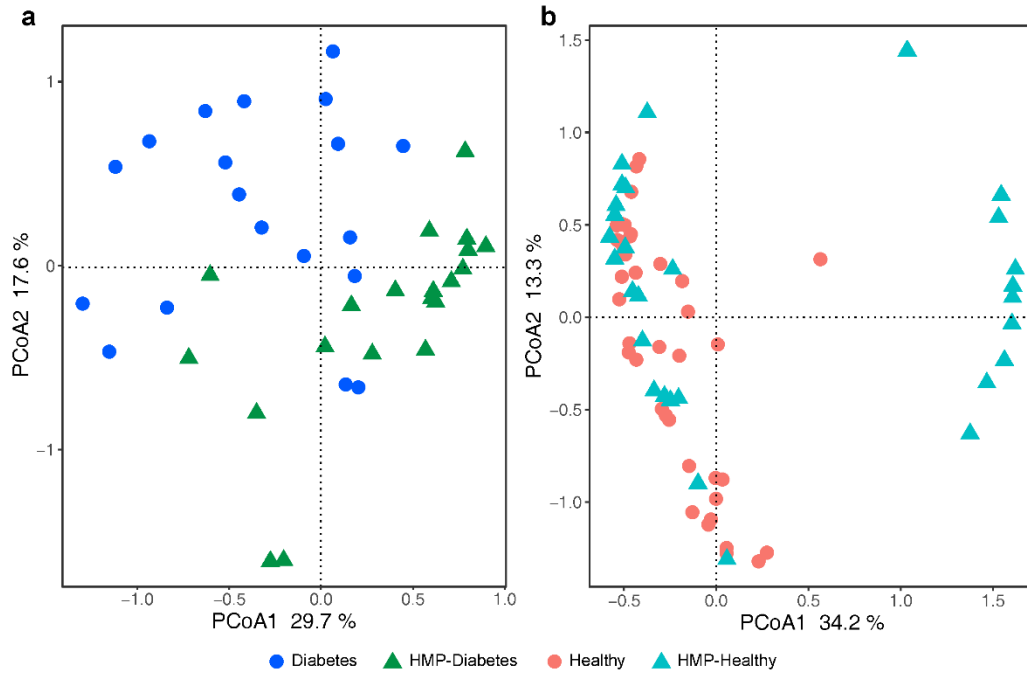 a
1
0
−1
PCoA2 17.6 %
−1.0
−0.5
0.0
0.5
1.0
PCoA1 29.7 %
b
1.5
1.0
0.5
0.0
−0.5
−1.0
PCoA2 13.3 %
−0.5
0.0
0.5
1.0
1.5
PCoA1 34.2 %
Diabetes HMP-Diabetes Healthy HMP-Healthy